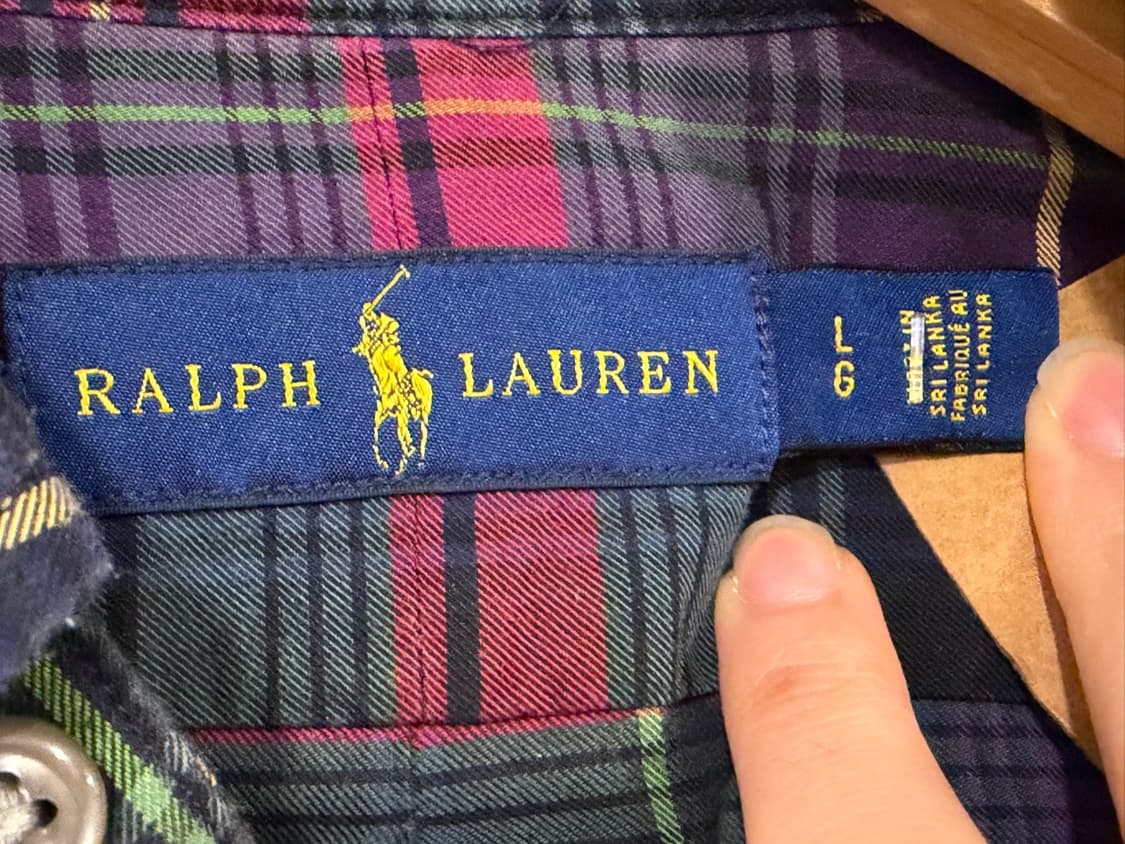 RALPH LAUREN
L
G
SRI LANKA
FABRIQUÉ AU
SRI LANKA